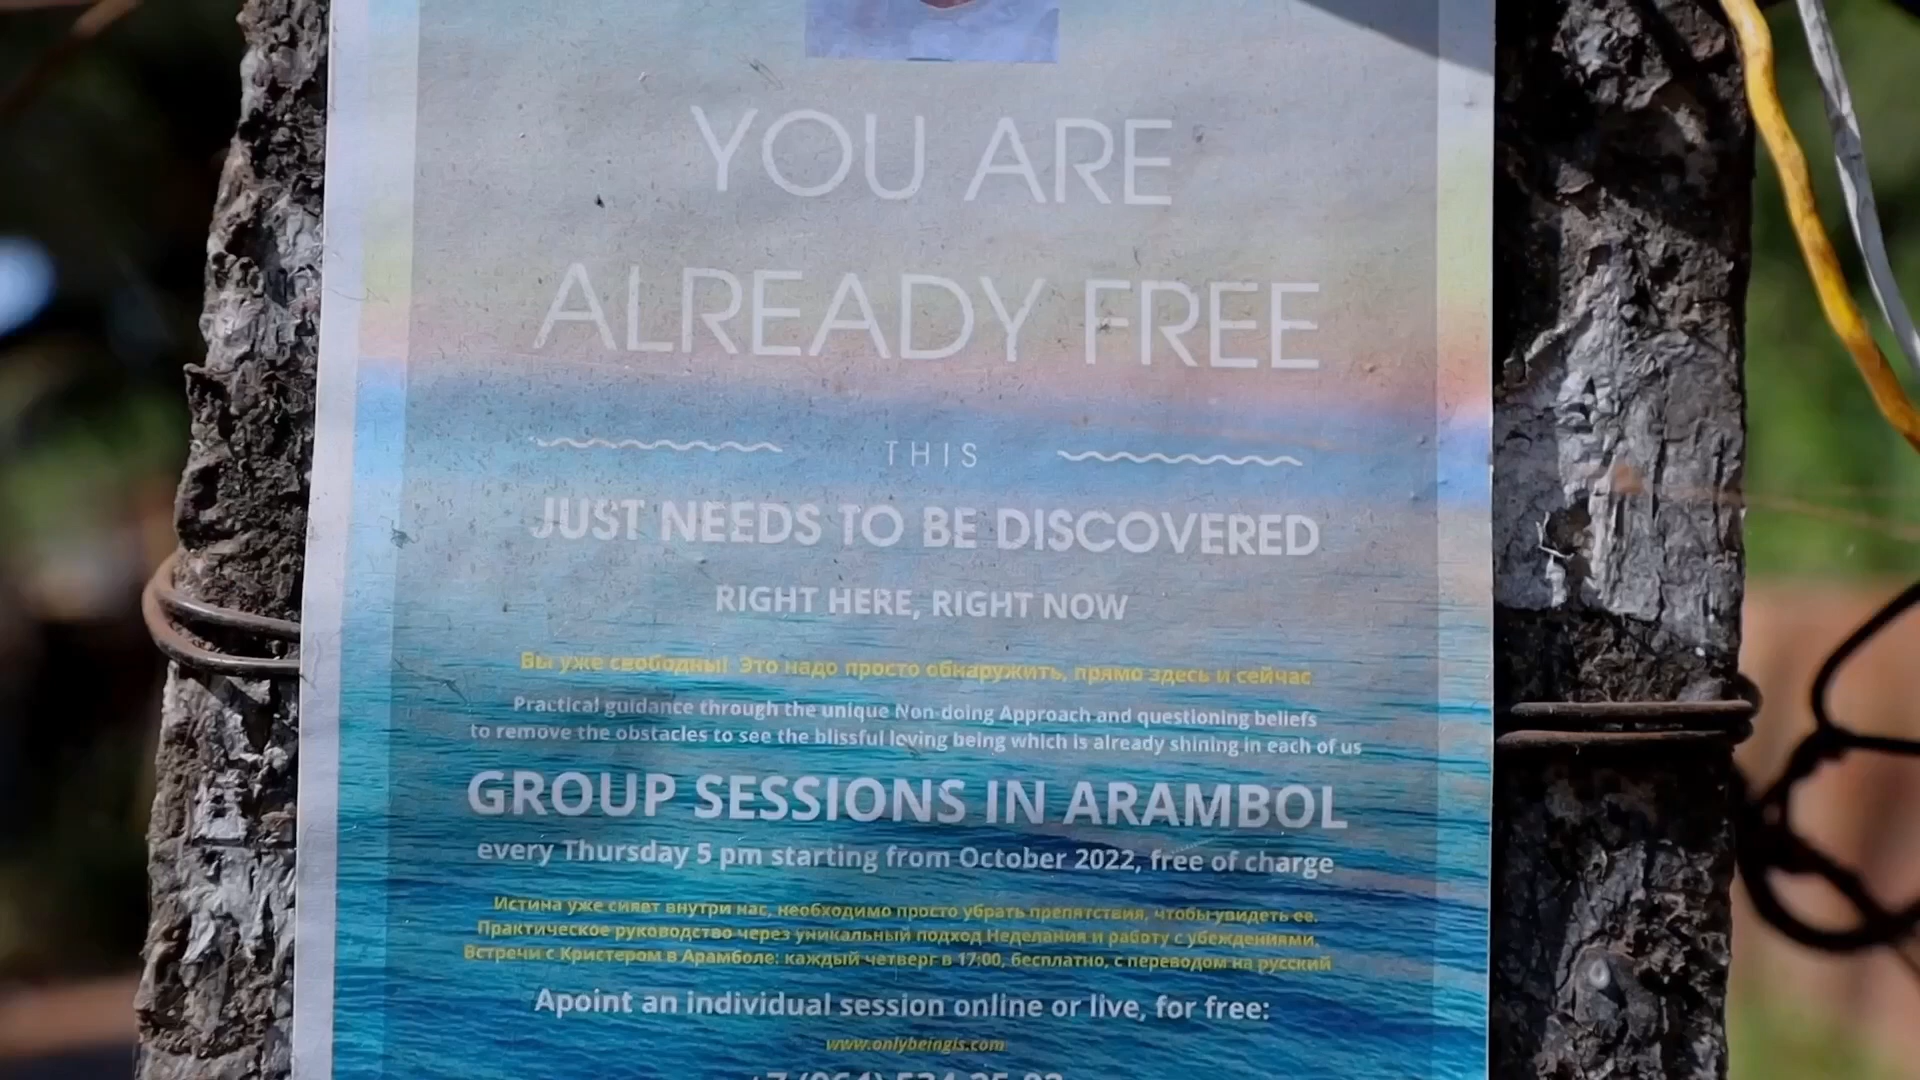 YOU ARE
ALREADY FREE
THIS
JUST NEEDS TO BE DISCOVERED
RIGHT HERE, RIGHT NOW
Вы уже свободны! Это надо просто обнаружить, прямо здесь и сейчас
Practical guidance through the unique Non-doing Approach and questioning beliefs
to remove the obstacles to see the blissful loving being which is already shining in each of us
GROUP SESSIONS IN ARAMBOL
every Thursday 5 pm starting from October 2022, free of charge
Истина уже сияет внутри нас, необходимо просто убрать препятствия, чтобы увидеть ее.
Практическое руководство через уникальный подход Неделания и работу с убеждениями.
Встречи с Кристером в Арамболе: каждый четверг в 17:00, бесплатно, с переводом на русский
Apoint an individual session online or live, for free:
www.onlybeingis.com